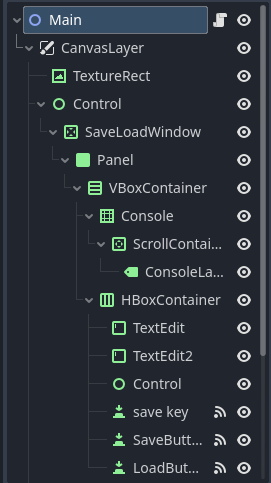 Main
CanvasLayer
TextureRect
Control
SaveLoadWindow
Panel
VBoxContainer
Console
ScrollContai...
ConsoleLa...
HBoxContainer
TextEdit
TextEdit2
Control
save key
SaveButt...
LoadBut...